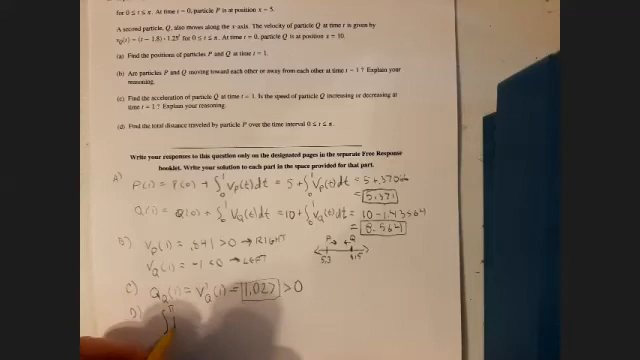 for 0 ≤ t ≤ π. At time t = 0, particle P is at position x = 5.
A second particle, Q, also moves along the x-axis. The velocity of particle Q at time t is given by
v_Q(t) = (t − 1.8) · 1.25^t for 0 ≤ t ≤ π. At time t = 0, particle Q is at position x = 10.
(a) Find the positions of particles P and Q at time t = 1.
(b) Are particles P and Q moving toward each other or away from each other at time t = 1 ? Explain your
reasoning.
(c) Find the acceleration of particle Q at time t = 1. Is the speed of particle Q increasing or decreasing at
time t = 1 ? Explain your reasoning.
(d) Find the total distance traveled by particle P over the time interval 0 ≤ t ≤ π.
Write your responses to this question only on the designated pages in the separate Free Response
booklet. Write your solution to each part in the space provided for that part.
A) P(1) = P(0) + ∫₀¹ V_P(t)dt = 5 + ∫₀¹ V_P(t)dt = 5 + .37066
= 5.371
Q(1) = Q(0) + ∫₀¹ V_Q(t)dt = 10 + ∫₀¹ V_Q(t)dt = 10 − 1.43564
= 8.564
B) V_P(1) = .841 > 0 → RIGHT
V_Q(1) = −1 < 0 → LEFT
P→ ←Q
5.3 8.5
C) Q_Q(1) = V'_Q(1) = 1.027 > 0
D) ∫₀^π |